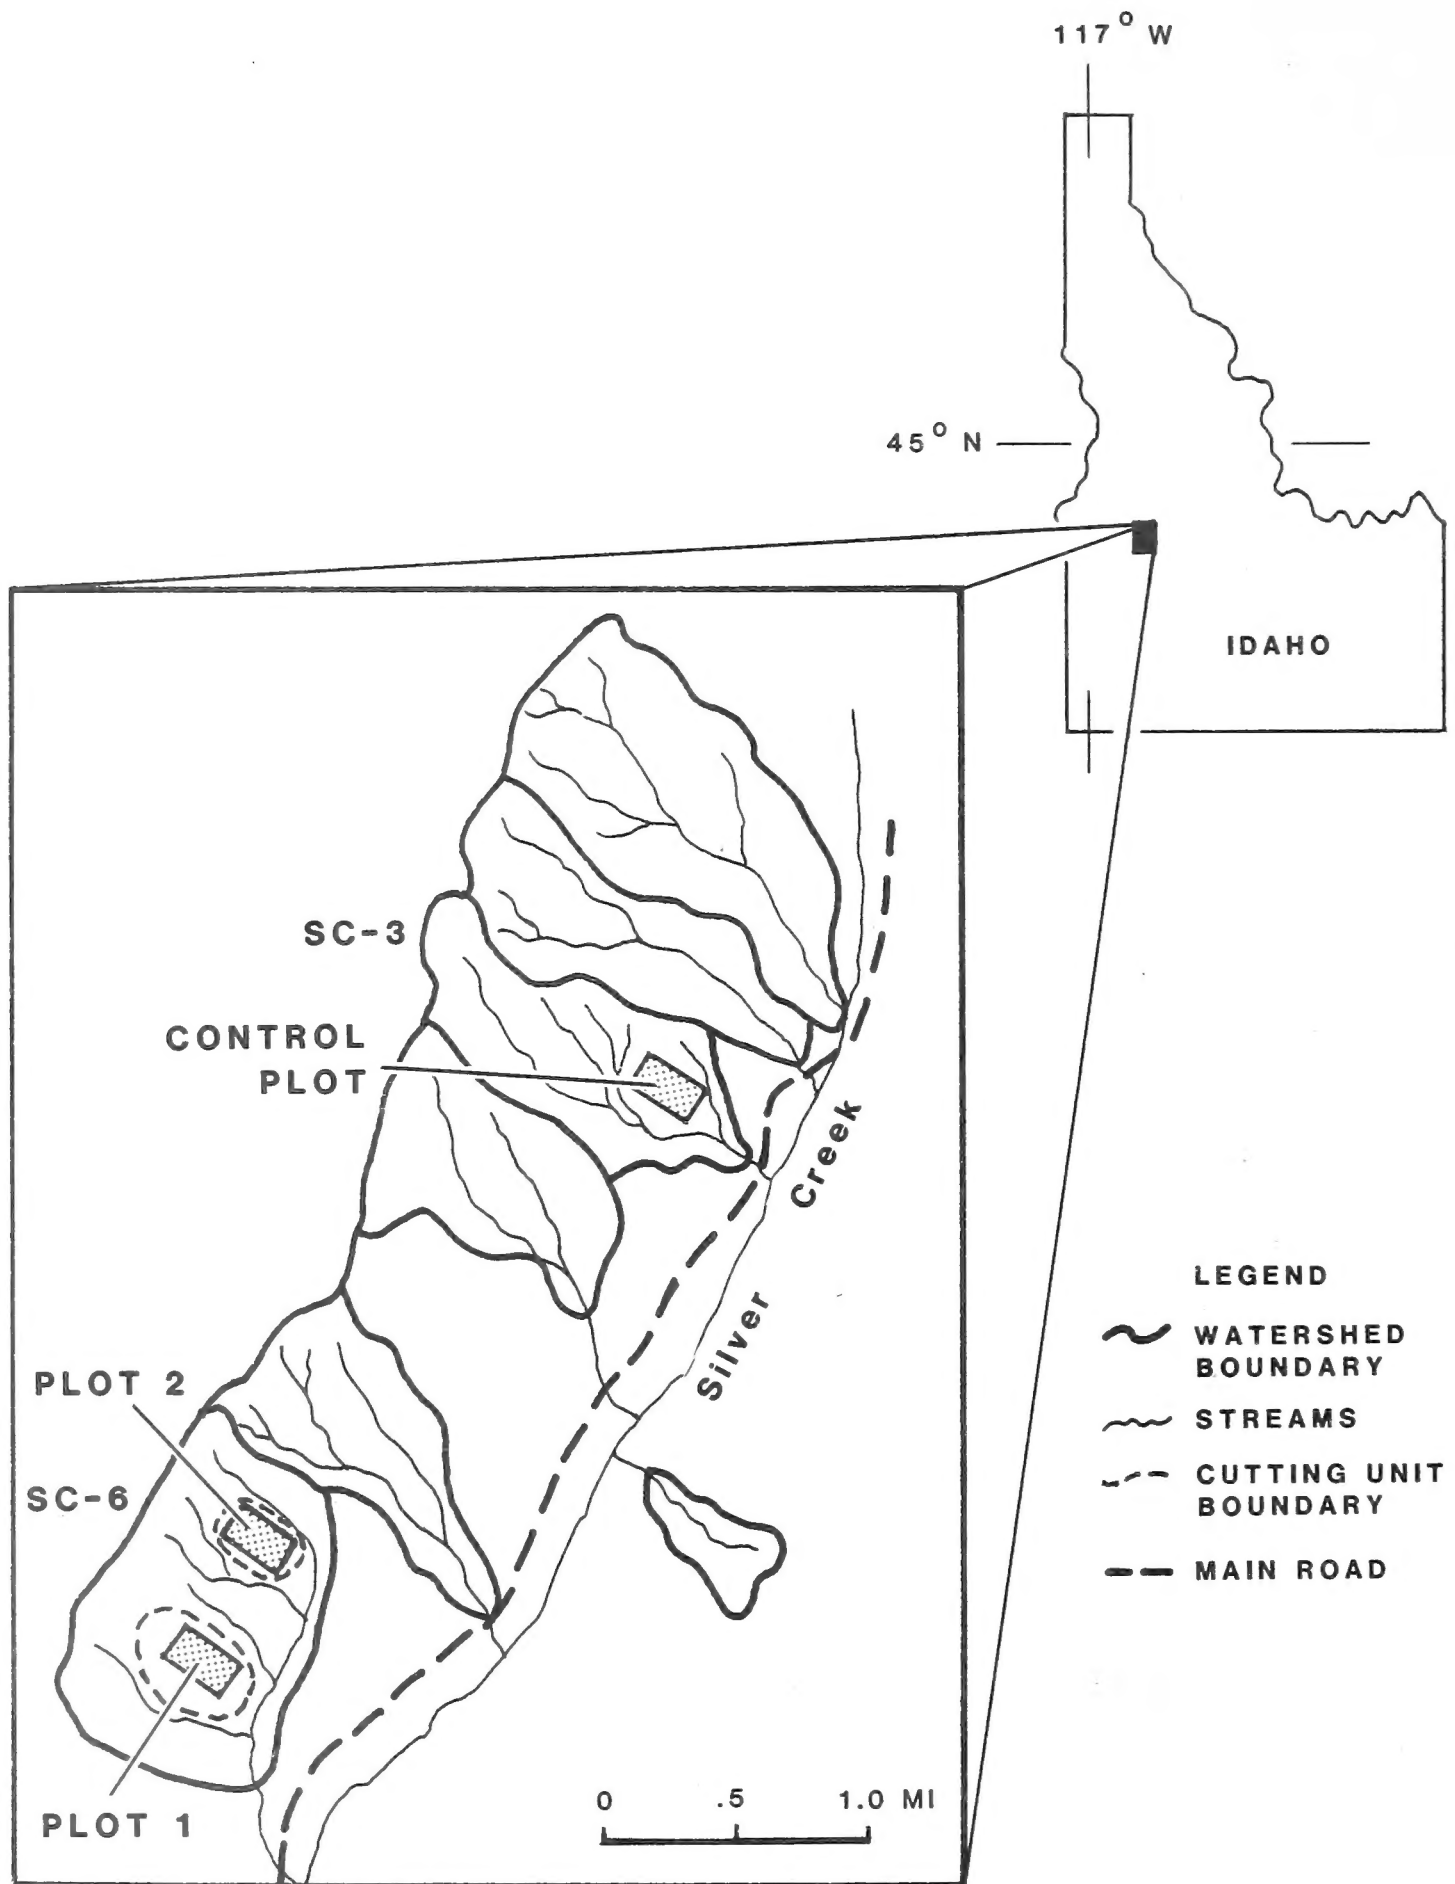 117° W
45° N
IDAHO
SC-3
CONTROL
PLOT
Creek
Silver
PLOT 2
SC-6
PLOT 1
0 .5 1.0 MI
LEGEND
WATERSHED
BOUNDARY
STREAMS
CUTTING UNIT
BOUNDARY
MAIN ROAD